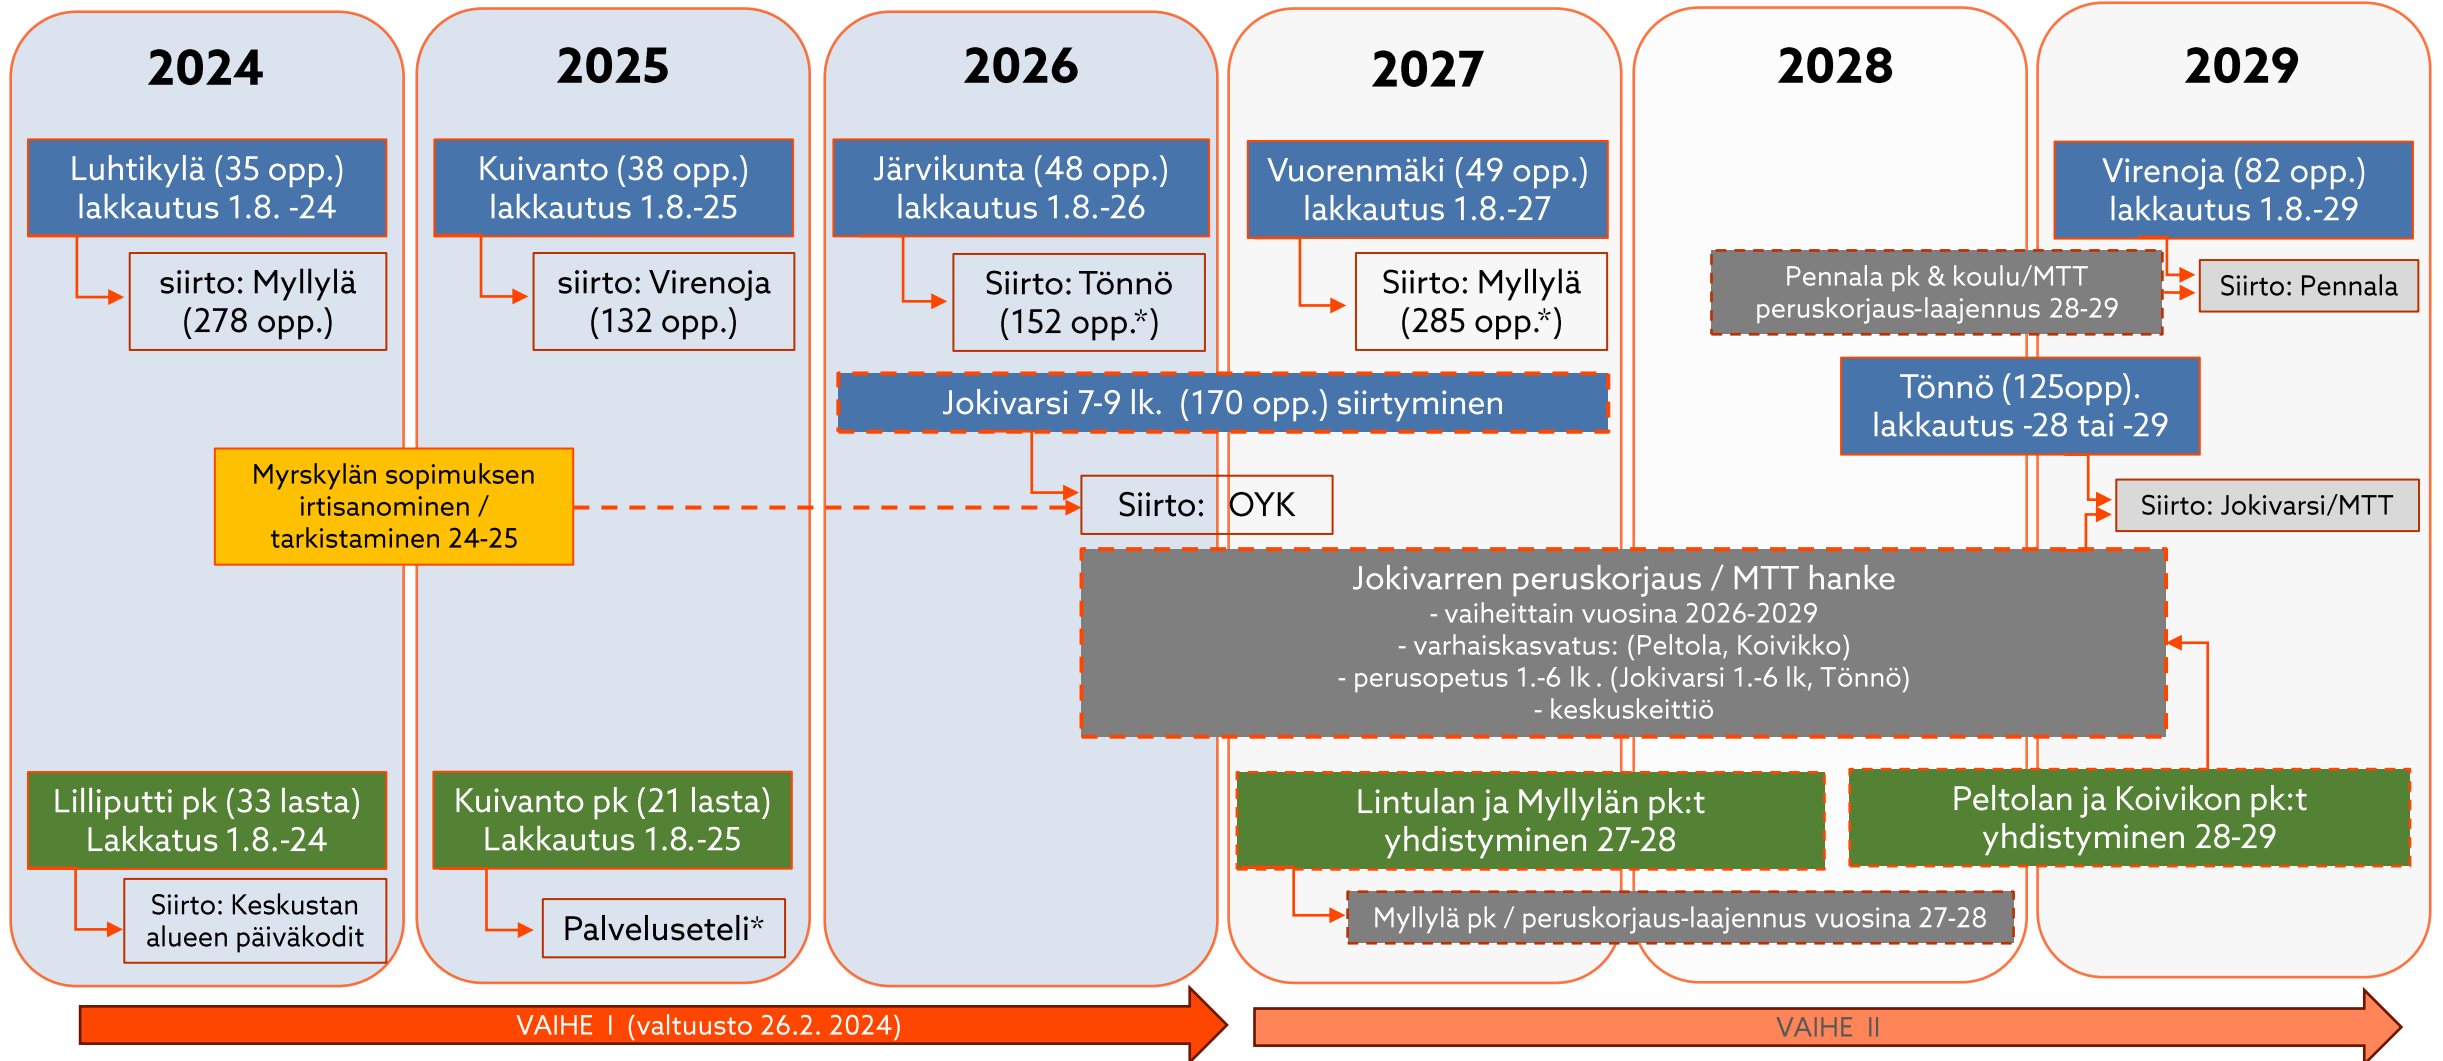 2024
2025
2026
2027
2028
2029
Luhtikylä (35 opp.)
lakkautus 1.8. -24
siirto: Myllylä
(278 opp.)
Kuivanto (38 opp.)
lakkautus 1.8.-25
siirto: Virenoja
(132 opp.)
Järvikunta (48 opp.)
lakkautus 1.8.-26
Siirto: Tönnö
(152 opp.*)
Vuorenmäki (49 opp.)
lakkautus 1.8.-27
Siirto: Myllylä
(285 opp.*)
Virenoja (82 opp.)
lakkautus 1.8.-29
Pennala pk & koulu/MTT
peruskorjaus-laajennus 28-29
Siirto: Pennala
Jokivarsi 7-9 lk. (170 opp.) siirtyminen
Tönnö (125opp).
lakkautus -28 tai -29
Myrskylän sopimuksen
irtisanominen /
tarkistaminen 24-25
Siirto: OYK
Siirto: Jokivarsi/MTT
Jokivarren peruskorjaus / MTT hanke
- vaiheittain vuosina 2026-2029
- varhaiskasvatus: (Peltola, Koivikko)
- perusopetus 1.-6 lk . (Jokivarsi 1.-6 lk, Tönnö)
- keskuskeittiö
Lilliputti pk (33 lasta)
Lakkatus 1.8.-24
Siirto: Keskustan
alueen päiväkodit
Kuivanto pk (21 lasta)
Lakkautus 1.8.-25
Palveluseteli*
Lintulan ja Myllylän pk:t
yhdistyminen 27-28
Myllylä pk / peruskorjaus-laajennus vuosina 27-28
Peltolan ja Koivikon pk:t
yhdistyminen 28-29
VAIHE I (valtuusto 26.2. 2024)
VAIHE II